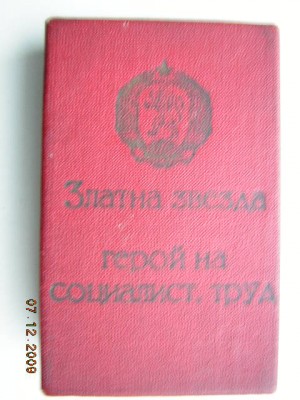 Златна звезда
герой на
социалист. труд
07.12.2009